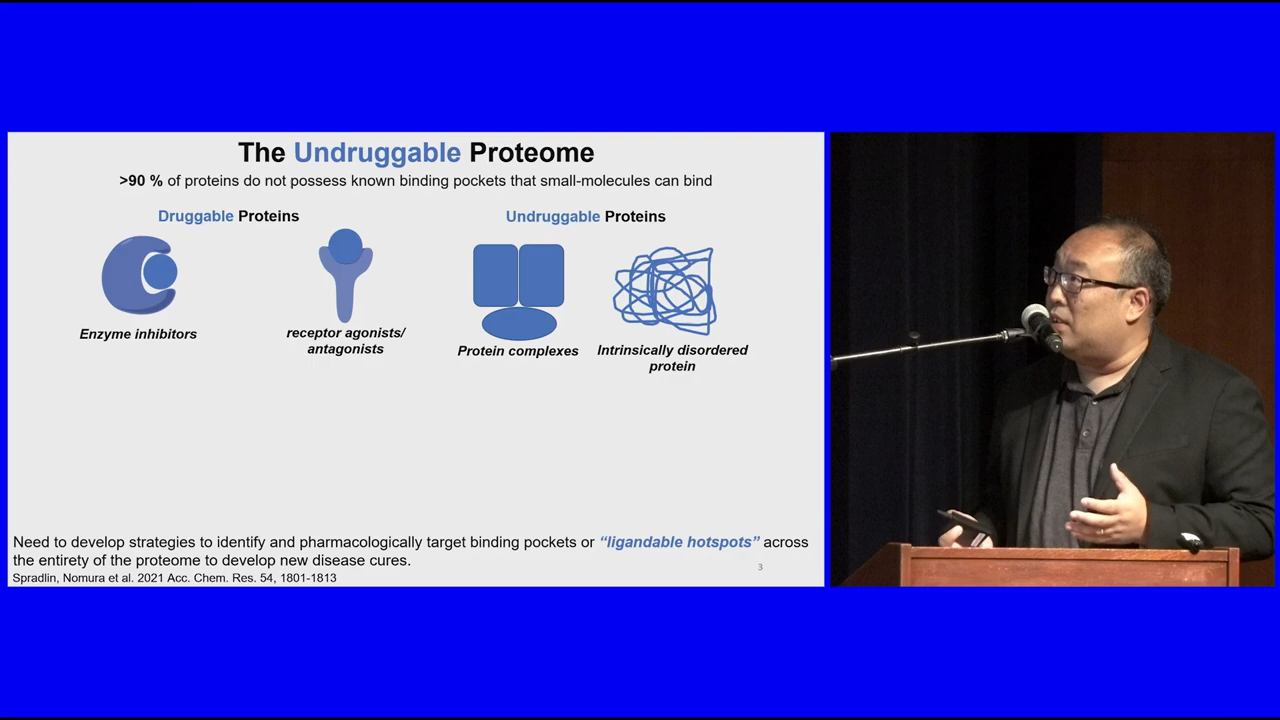 The Undruggable Proteome
>90 % of proteins do not possess known binding pockets that small-molecules can bind
Druggable Proteins
Undruggable Proteins
Enzyme inhibitors
receptor agonists/
antagonists
Protein complexes
Intrinsically disordered
protein
Need to develop strategies to identify and pharmacologically target binding pockets or “ligandable hotspots” across
the entirety of the proteome to develop new disease cures.
Spradlin, Nomura et al. 2021 Acc. Chem. Res. 54, 1801-1813
3